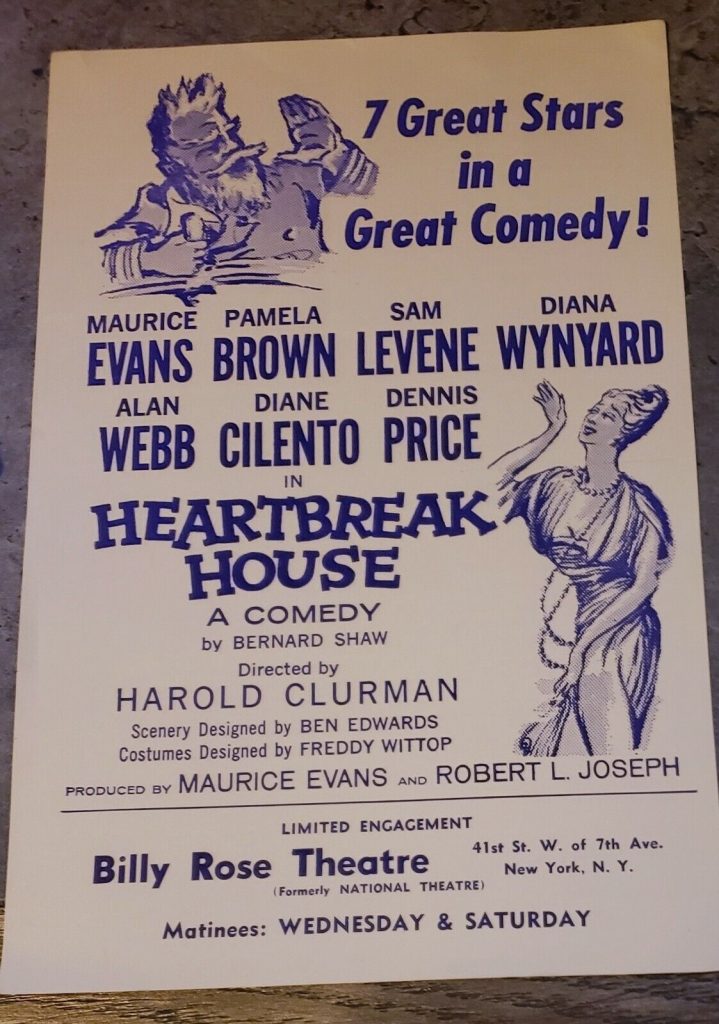 7 Great Stars
in a
Great Comedy!
MAURICE PAMELA SAM DIANA
EVANS BROWN LEVENE WYNYARD
ALAN DIANE DENNIS
WEBB CILENTO PRICE
IN
HEARTBREAK
HOUSE
A COMEDY
by BERNARD SHAW
Directed by
HAROLD CLURMAN
Scenery Designed by BEN EDWARDS
Costumes Designed by FREDDY WITTOP
PRODUCED BY MAURICE EVANS AND ROBERT L. JOSEPH
LIMITED ENGAGEMENT
Billy Rose Theatre
(Formerly NATIONAL THEATRE)
41st St. W. of 7th Ave.
New York, N. Y.
Matinees: WEDNESDAY & SATURDAY